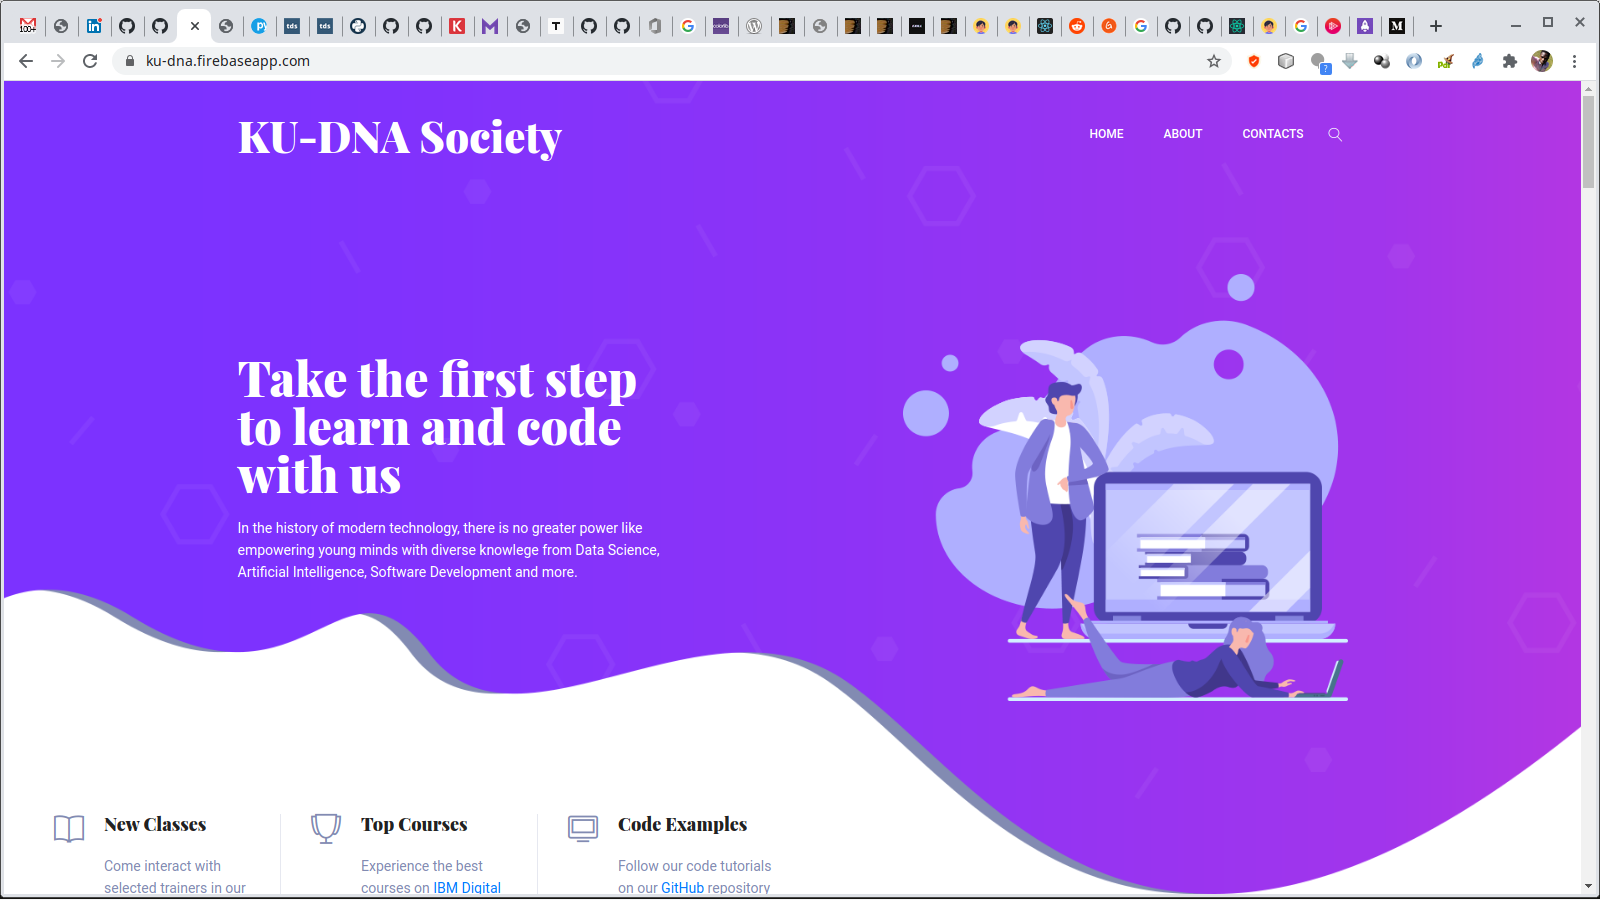 100+
tds
tds
T
M
ku-dna.firebaseapp.com
KU-DNA Society
HOME
ABOUT
CONTACTS
Take the first step
to learn and code
with us
In the history of modern technology, there is no greater power like
empowering young minds with diverse knowlege from Data Science,
Artificial Intelligence, Software Development and more.
New Classes
Come interact with
selected trainers in our
Top Courses
Experience the best
courses on IBM Digital
Code Examples
Follow our code tutorials
on our GitHub repository